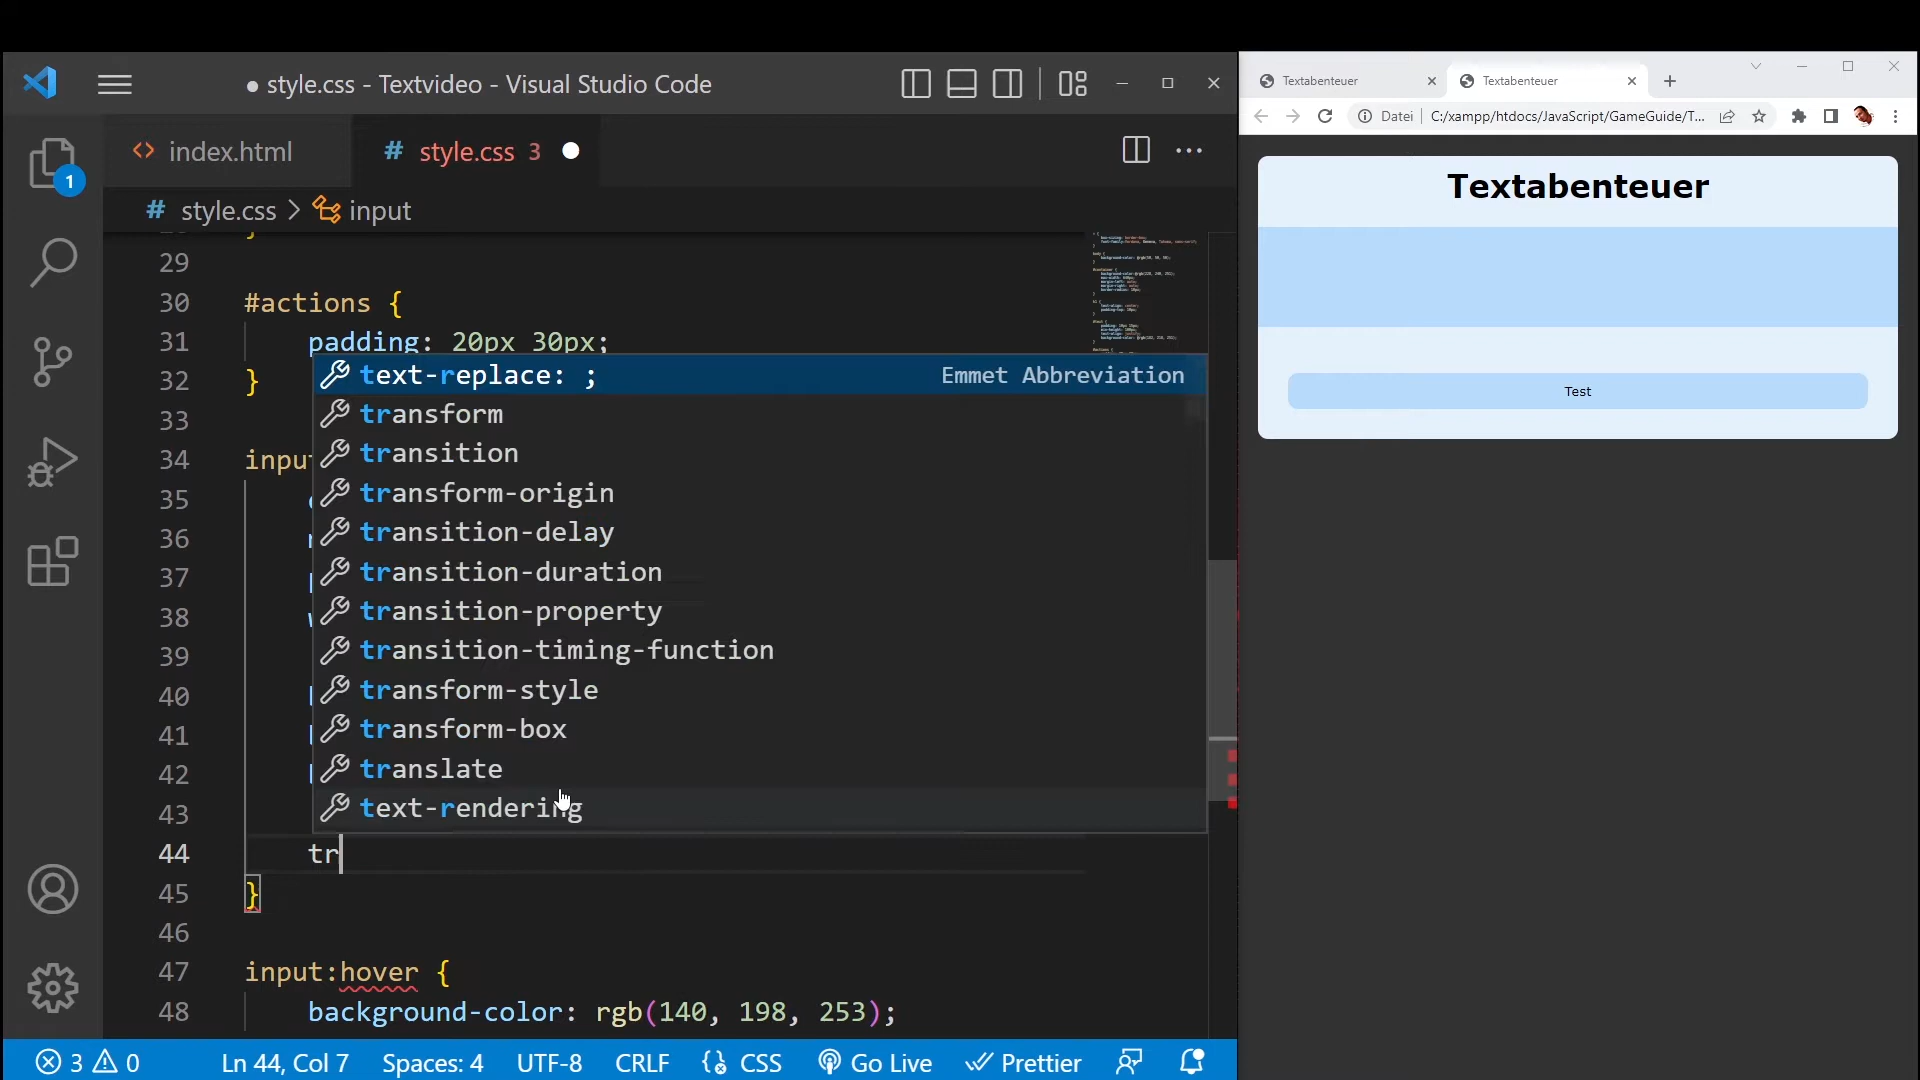 style.css - Textvideo - Visual Studio Code
index.html
# style.css 3
1
# style.css > input
29
30 #actions {
31 padding: 20px 30px;
32 }
33
34 inpu
35
36
37
38
39
40
41
42
43
44 tr
45 }
46
47 input:hover {
48 background-color: rgb(140, 198, 253);
text-replace: ; Emmet Abbreviation
transform
transition
transform-origin
transition-delay
transition-duration
transition-property
transition-timing-function
transform-style
transform-box
translate
text-rendering
3 0 Ln 44, Col 7 Spaces: 4 UTF-8 CRLF CSS Go Live Prettier
Textabenteuer
Textabenteuer
Datei C:/xampp/htdocs/JavaScript/GameGuide/T...
Textabenteuer
Test